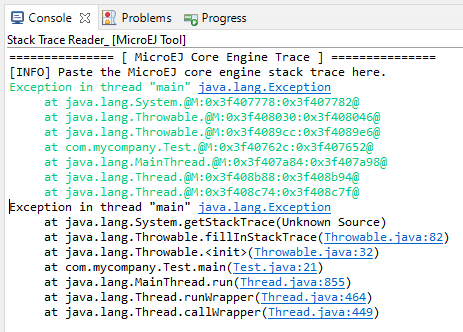 Console Problems Progress
Stack Trace Reader_ [MicroEJ Tool]
=============== [ MicroEJ Core Engine Trace ] ===============
[INFO] Paste the MicroEJ core engine stack trace here.
Exception in thread "main" java.lang.Exception
at java.lang.System.@M:0x3f407778:0x3f407782@
at java.lang.Throwable.@M:0x3f408030:0x3f408046@
at java.lang.Throwable.@M:0x3f4089cc:0x3f4089e6@
at com.mycompany.Test.@M:0x3f40762c:0x3f407652@
at java.lang.MainThread.@M:0x3f407a84:0x3f407a98@
at java.lang.Thread.@M:0x3f408b88:0x3f408b94@
at java.lang.Thread.@M:0x3f408c74:0x3f408c7f@
Exception in thread "main" java.lang.Exception
at java.lang.System.getStackTrace(Unknown Source)
at java.lang.Throwable.fillInStackTrace(Throwable.java:82)
at java.lang.Throwable.<init>(Throwable.java:32)
at com.mycompany.Test.main(Test.java:21)
at java.lang.MainThread.run(Thread.java:855)
at java.lang.Thread.runWrapper(Thread.java:464)
at java.lang.Thread.callWrapper(Thread.java:449)